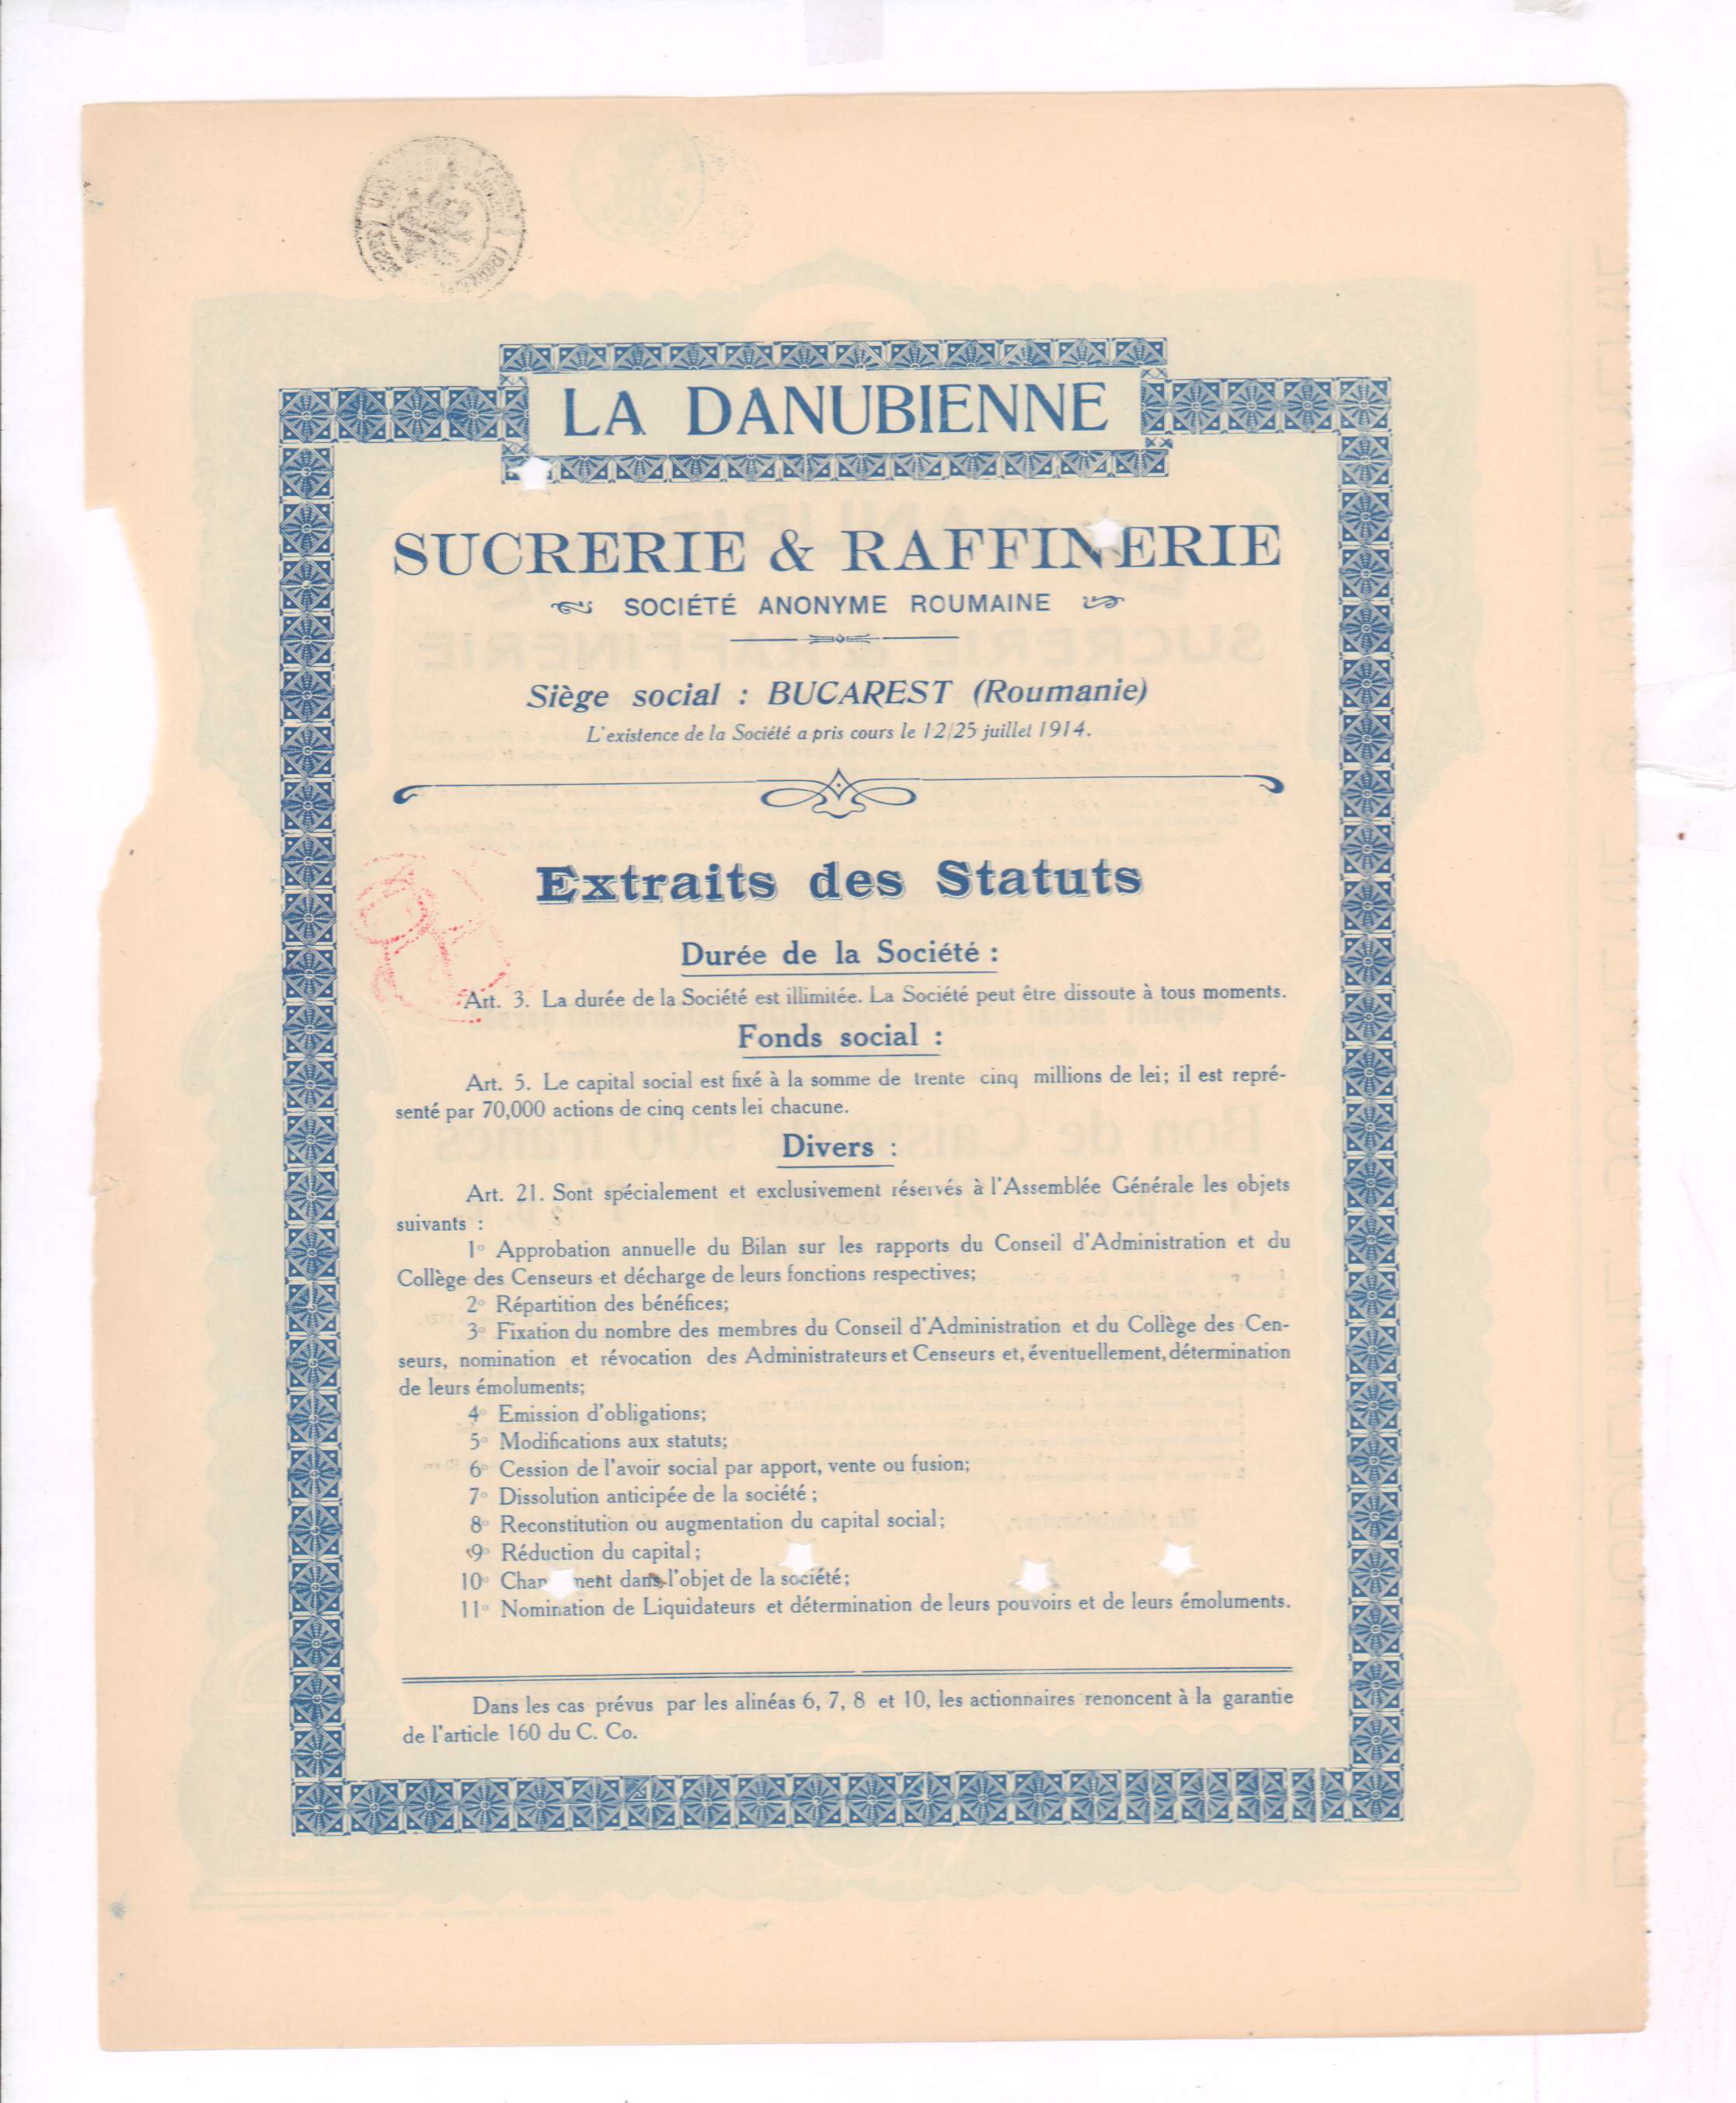 LA DANUBIENNE
SUCRERIE & RAFFINERIE
SOCIÉTÉ ANONYME ROUMAINE
Siège social : BUCAREST (Roumanie)
L'existence de la Société a pris cours le 12/25 juillet 1914.
Extraits des Statuts
Durée de la Société :
Art. 3. La durée de la Société est illimitée. La Société peut être dissoute à tous moments.
Fonds social :
Art. 5. Le capital social est fixé à la somme de trente cinq millions de lei; il est repré-
senté par 70,000 actions de cinq cents lei chacune.
Divers :
Art. 21. Sont spécialement et exclusivement réservés à l'Assemblée Générale les objets
suivants :
1° Approbation annuelle du Bilan sur les rapports du Conseil d'Administration et du
Collège des Censeurs et décharge de leurs fonctions respectives;
2° Répartition des bénéfices;
3° Fixation du nombre des membres du Conseil d'Administration et du Collège des Cen-
seurs, nomination et révocation des Administrateurs et Censeurs et, éventuellement, détermination
de leurs émoluments;
4° Emission d'obligations;
5° Modifications aux statuts;
6° Cession de l'avoir social par apport, vente ou fusion;
7° Dissolution anticipée de la société ;
8° Reconstitution ou augmentation du capital social;
9° Réduction du capital ;
10° Chan ment dans l'objet de la société;
11° Nomination de Liquidateurs et détermination de leurs pouvoirs et de leurs émoluments.
Dans les cas prévus par les alinéas 6, 7, 8 et 10, les actionnaires renoncent à la garantie
de l'article 160 du C. Co.